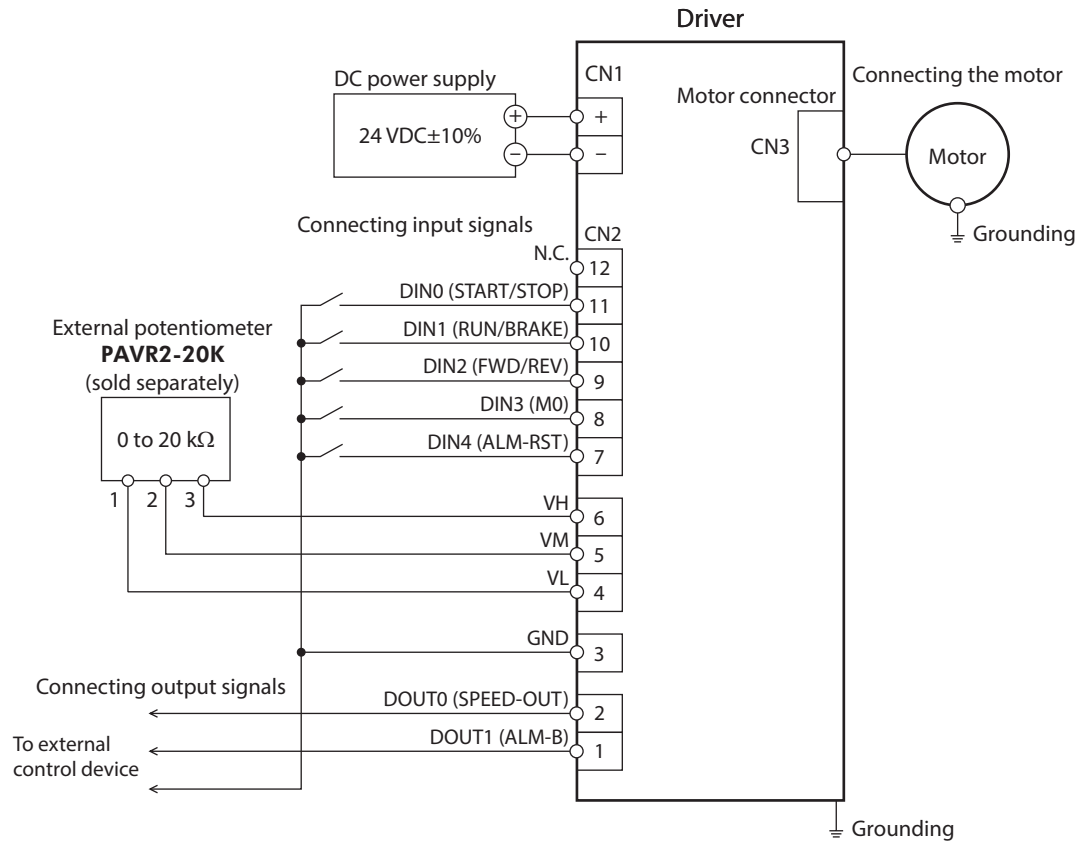 Driver
DC power supply
24 VDC±10%
+
−
CN1
+
−
Motor connector
CN3
Connecting the motor
Motor
Grounding
Connecting input signals
CN2
N.C.
12
DIN0 (START/STOP)
11
DIN1 (RUN/BRAKE)
10
DIN2 (FWD/REV)
9
DIN3 (M0)
8
DIN4 (ALM-RST)
7
External potentiometer
PAVR2-20K
(sold separately)
0 to 20 kΩ
1 2 3
VH
6
VM
5
VL
4
GND
3
Connecting output signals
DOUT0 (SPEED-OUT)
2
DOUT1 (ALM-B)
1
To external
control device
Grounding